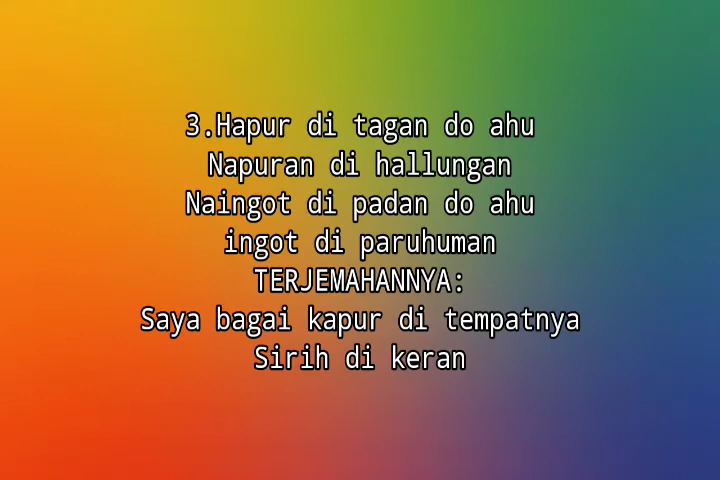 3.Hapur di tagan do ahu
Napuran di hallungan
Naingot di padan do ahu
ingot di paruhuman
TERJEMAHANNYA:
Saya bagai kapur di tempatnya
Sirih di keran